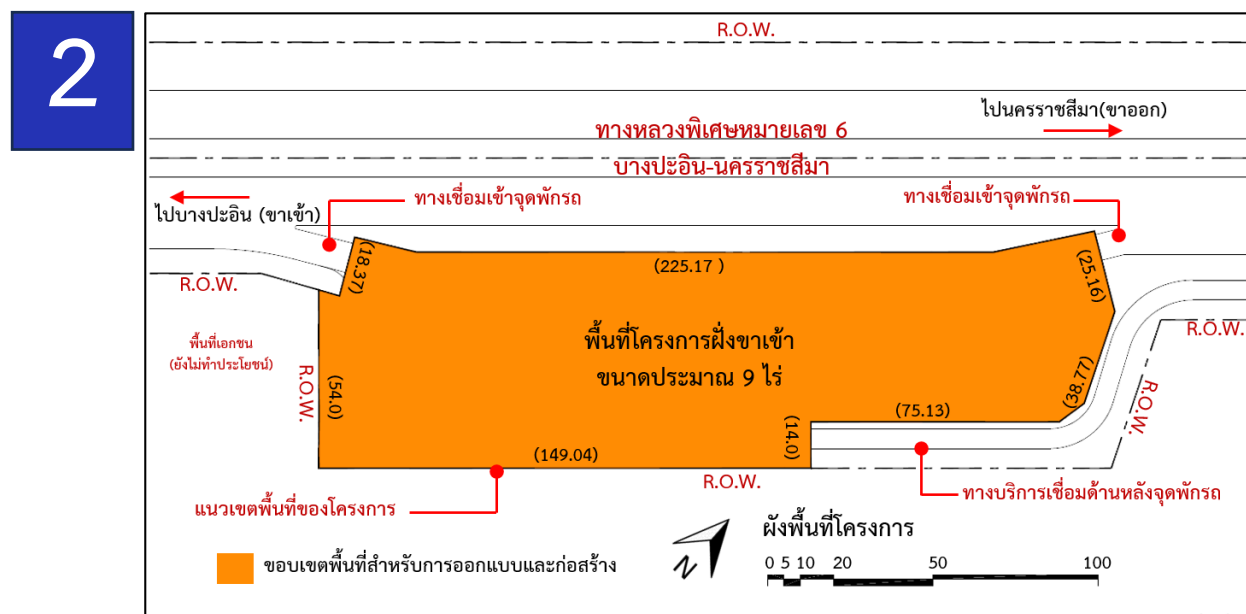 2
R.O.W.
ไปนครราชสีมา(ขาออก)
ทางหลวงพิเศษหมายเลข 6
บางปะอิน-นครราชสีมา
ทางเชื่อมเข้าจุดพักรถ
ทางเชื่อมเข้าจุดพักรถ
ไปบางปะอิน (ขาเข้า)
(18.37)
(225.17 )
(25.16)
R.O.W.
R.O.W.
พื้นที่เอกชน
(ยังไม่ทำประโยชน์)
R.O.W.
(54.0)
พื้นที่โครงการฝั่งขาเข้า
ขนาดประมาณ 9 ไร่
(38.77)
R.O.W.
(75.13)
(14.0)
(149.04)
R.O.W.
ทางบริการเชื่อมด้านหลังจุดพักรถ
แนวเขตพื้นที่ของโครงการ
N
ผังพื้นที่โครงการ
ขอบเขตพื้นที่สำหรับการออกแบบและก่อสร้าง
0 5 10 20 50 100